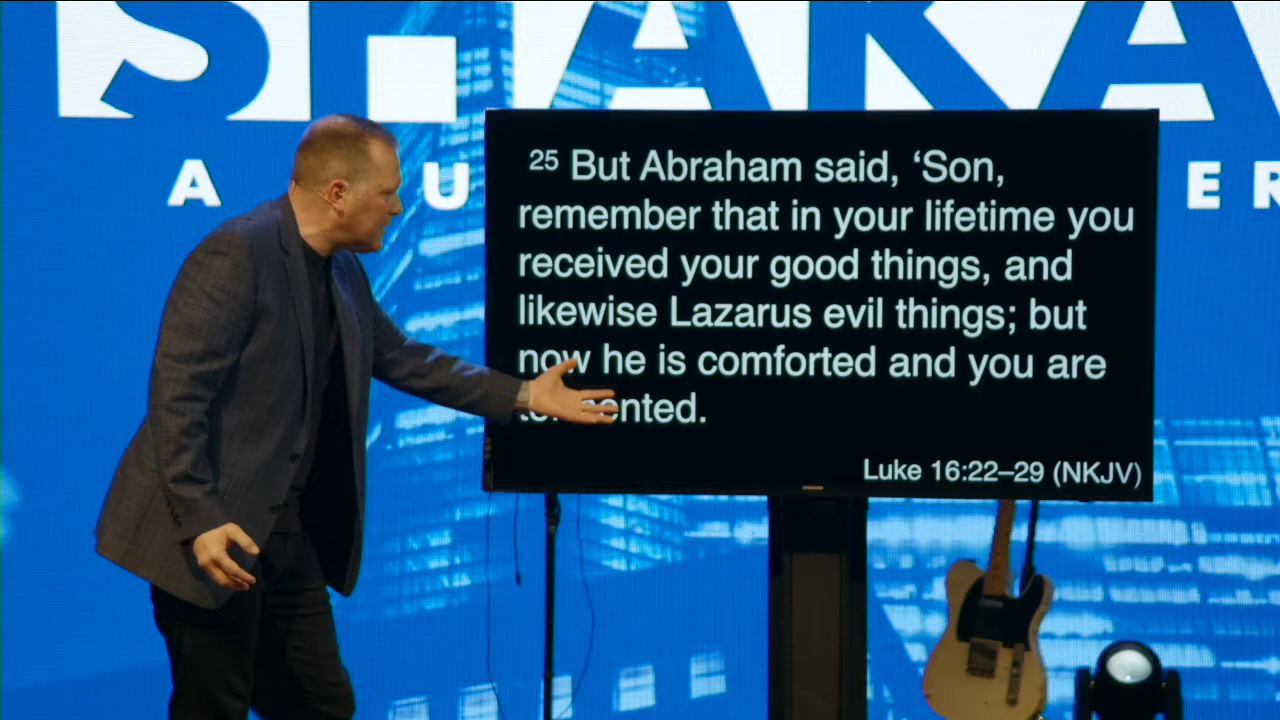 A U ER
25 But Abraham said, ‘Son,
remember that in your lifetime you
received your good things, and
likewise Lazarus evil things; but
now he is comforted and you are
Luke 16:22–29 (NKJV)